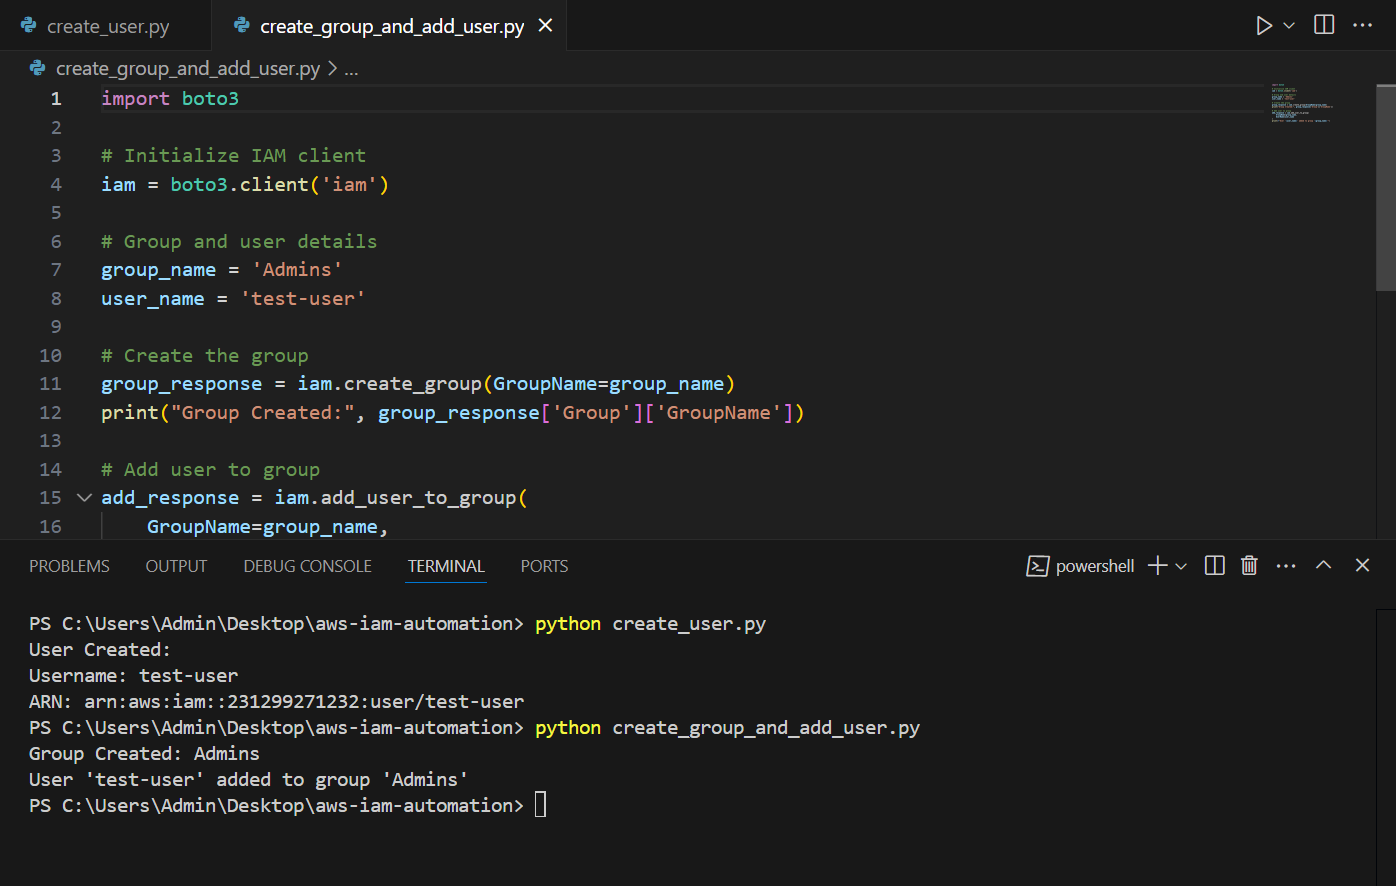 create_user.py
create_group_and_add_user.py
create_group_and_add_user.py > ...
1 import boto3
2
3 # Initialize IAM client
4 iam = boto3.client('iam')
5
6 # Group and user details
7 group_name = 'Admins'
8 user_name = 'test-user'
9
10 # Create the group
11 group_response = iam.create_group(GroupName=group_name)
12 print("Group Created:", group_response['Group']['GroupName'])
13
14 # Add user to group
15 add_response = iam.add_user_to_group(
16 GroupName=group_name,
PROBLEMS OUTPUT DEBUG CONSOLE TERMINAL PORTS powershell
PS C:\Users\Admin\Desktop\aws-iam-automation> python create_user.py
User Created:
Username: test-user
ARN: arn:aws:iam::231299271232:user/test-user
PS C:\Users\Admin\Desktop\aws-iam-automation> python create_group_and_add_user.py
Group Created: Admins
User 'test-user' added to group 'Admins'
PS C:\Users\Admin\Desktop\aws-iam-automation>